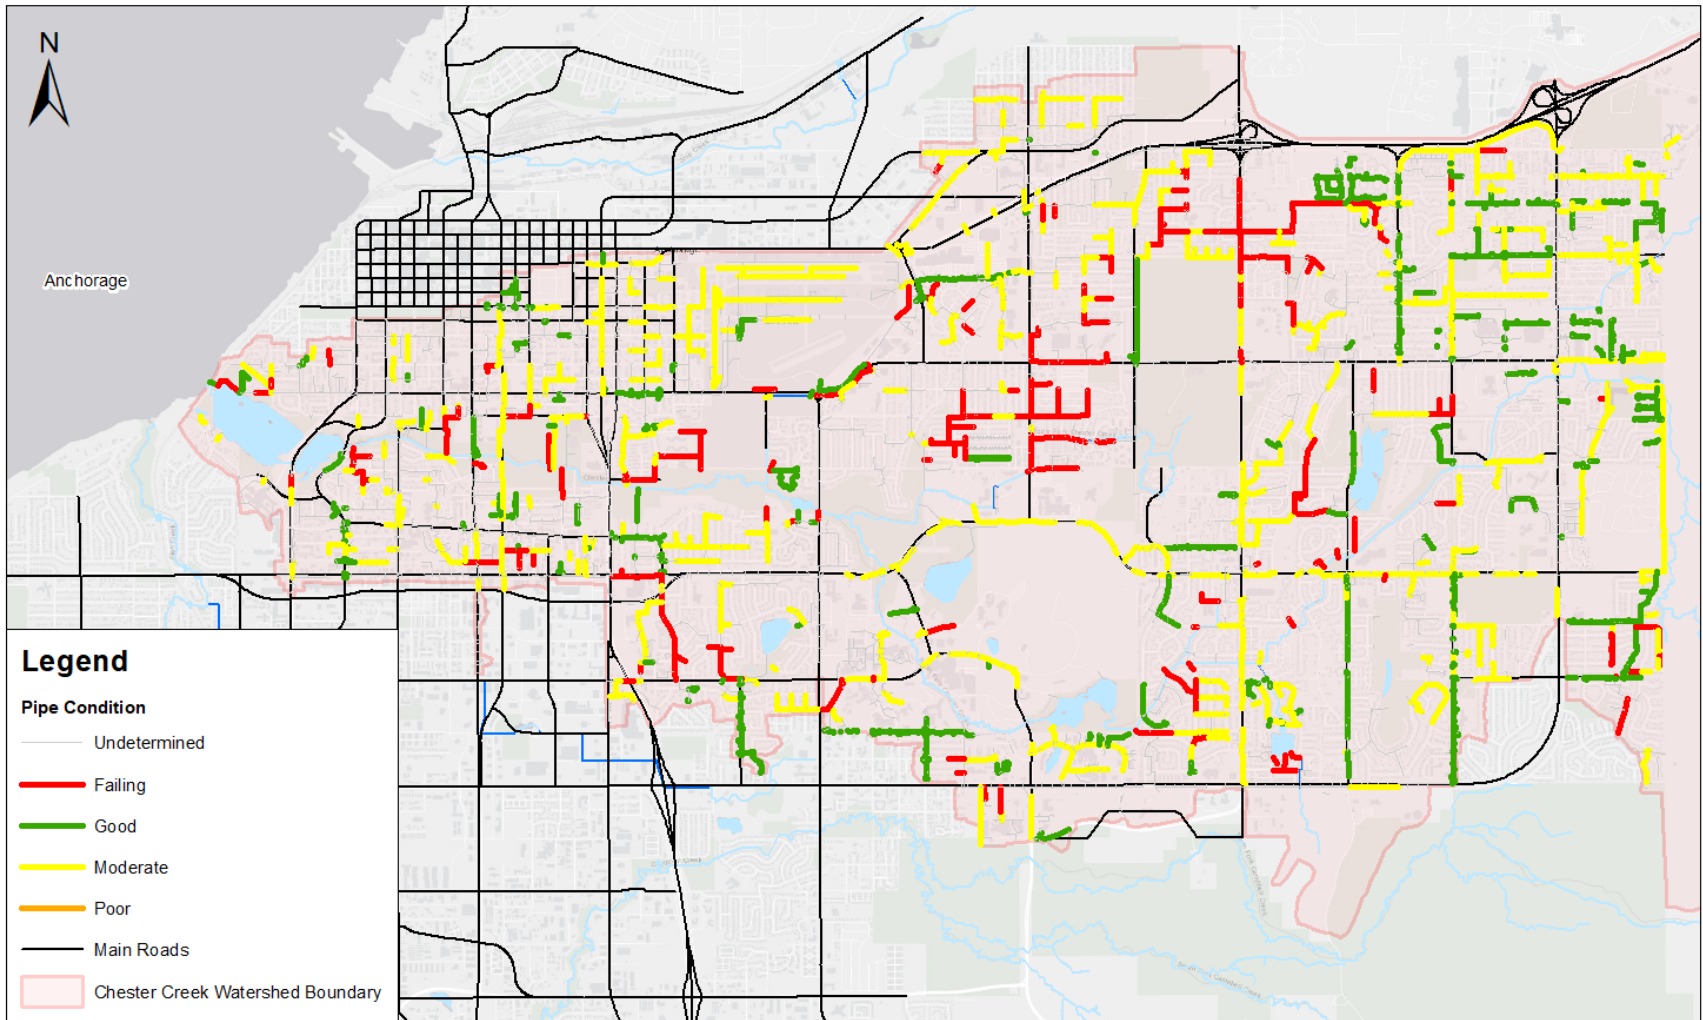 N
Anchorage
Legend
Pipe Condition
Undetermined
Failing
Good
Moderate
Poor
Main Roads
Chester Creek Watershed Boundary